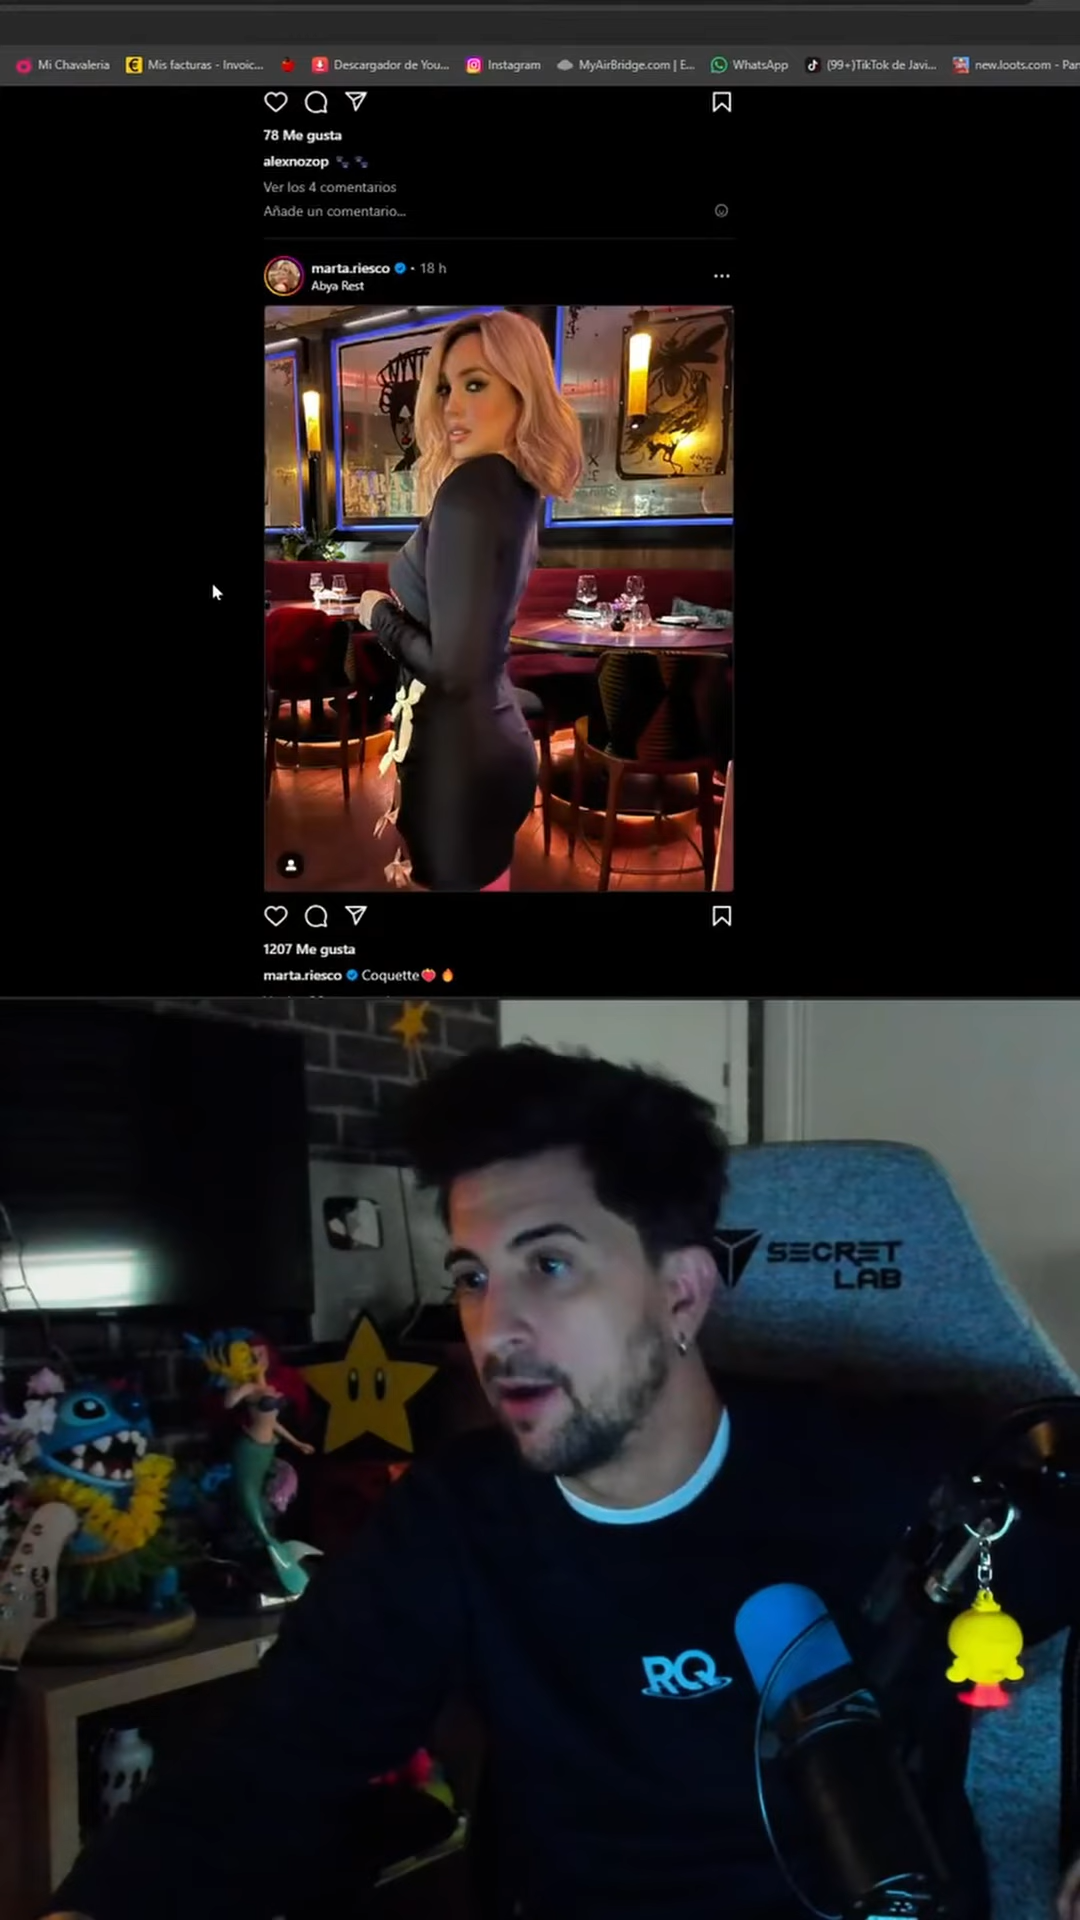 Mi Chavaleria
Mis facturas - Invoic...
Descargador de You...
Instagram
MyAirBridge.com | E...
WhatsApp
(99+)TikTok de Javi...
new.loots.com - Pan
78 Me gusta
alexnozop 🐾 🐾
Ver los 4 comentarios
Añade un comentario...
marta.riesco • 18 h
Abya Rest
1207 Me gusta
marta.riesco Coquette❤️ 🔥
SECRET
LAB
RQ